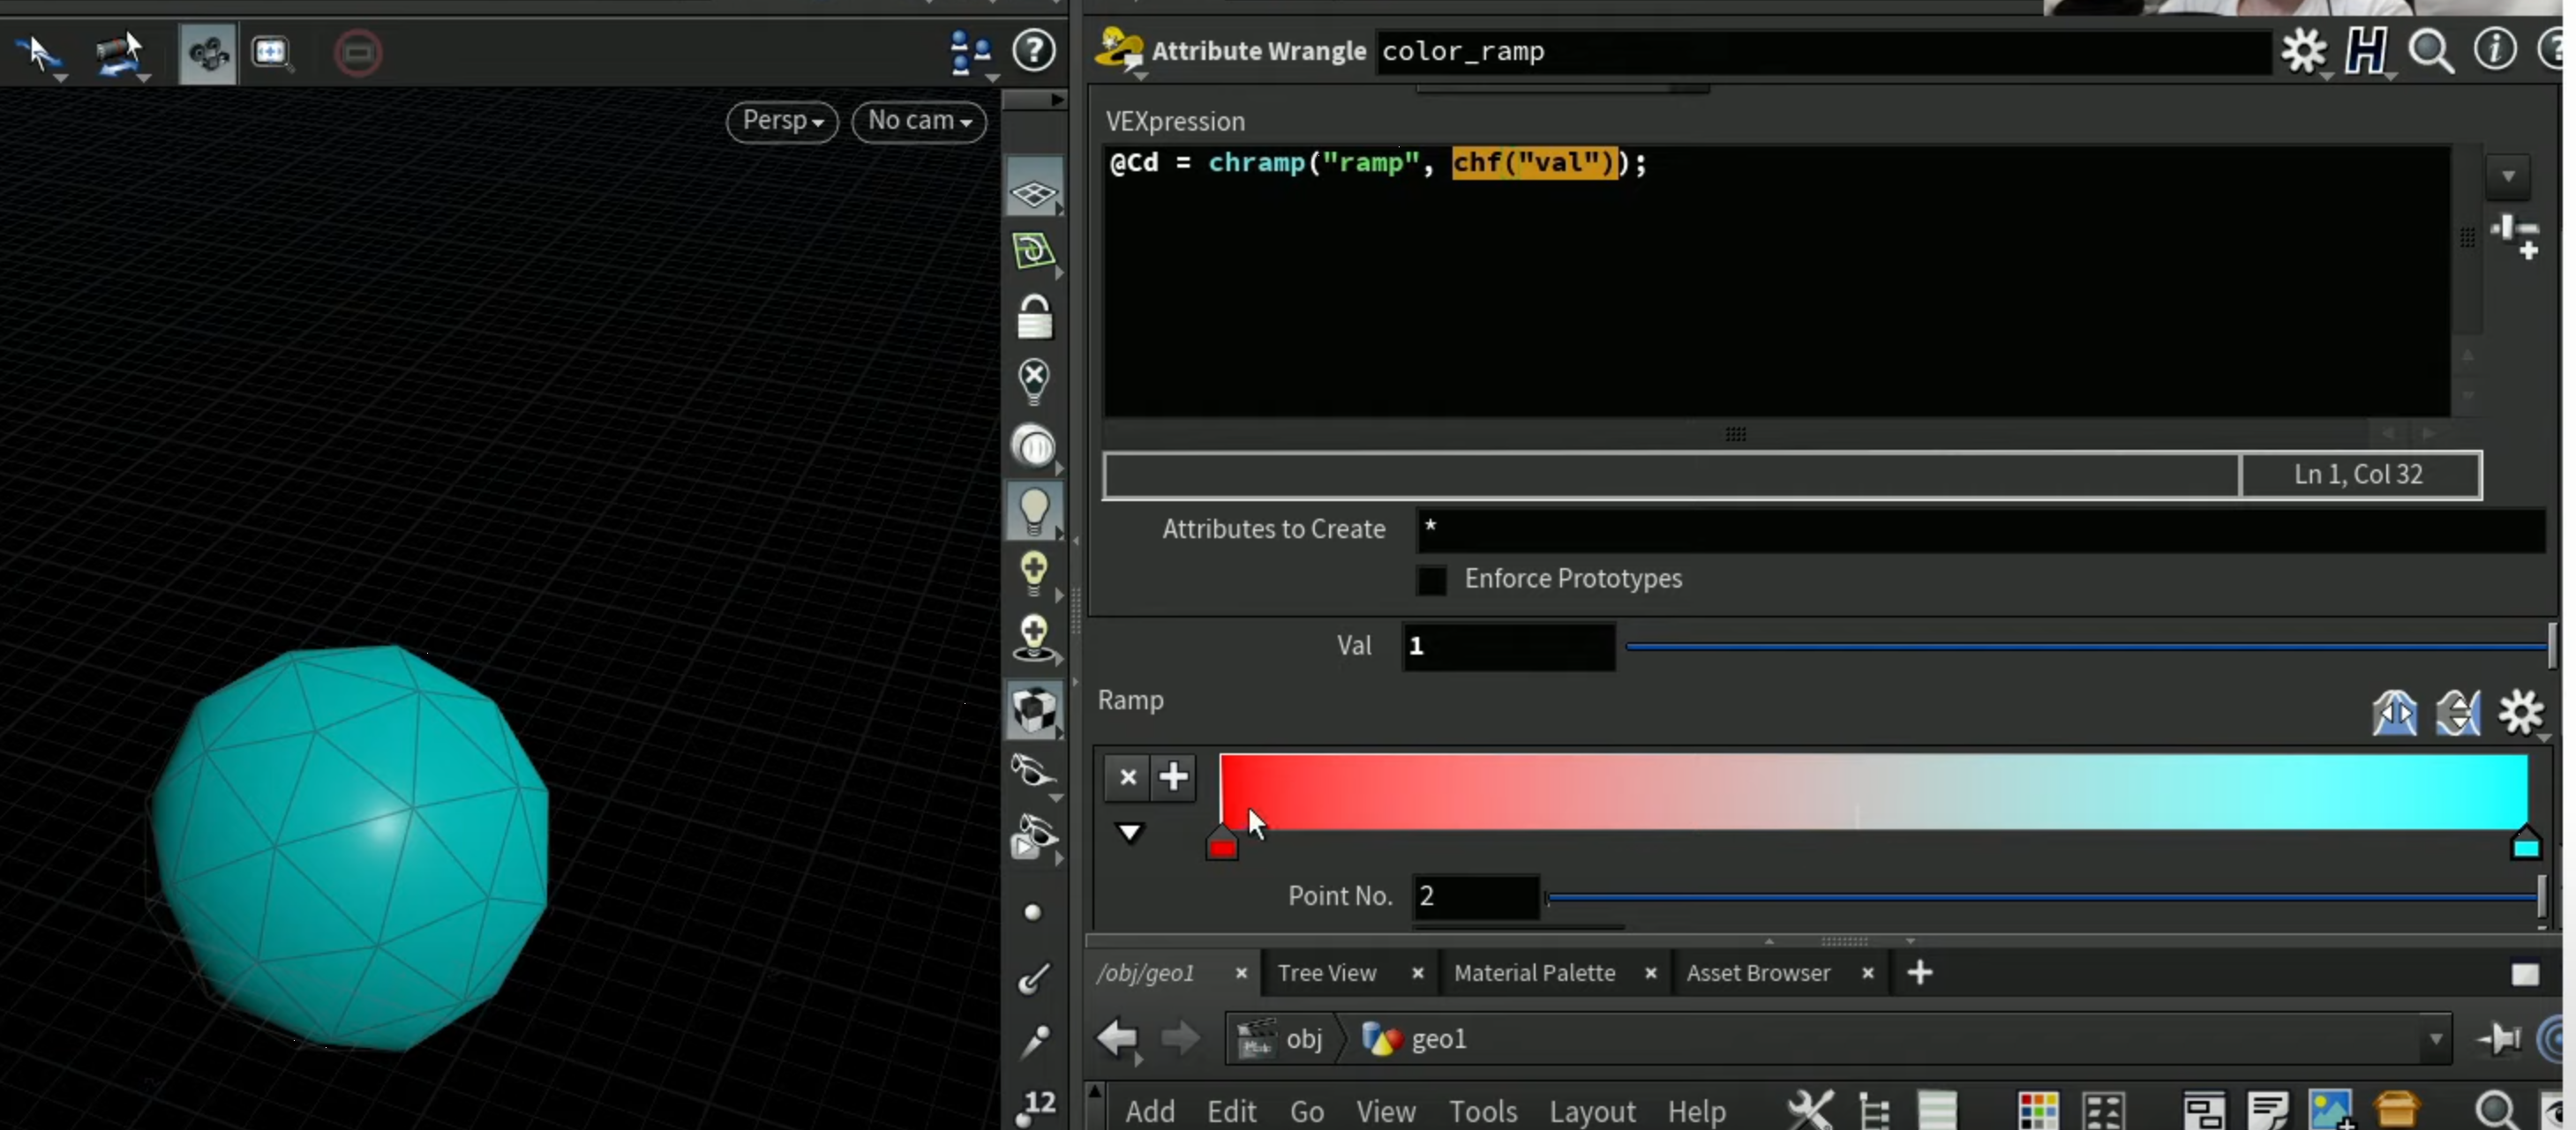 Persp
No cam
12
Attribute Wrangle color_ramp
VEXpression
@Cd = chramp("ramp", chf("val"));
Ln 1, Col 32
Attributes to Create *
Enforce Prototypes
Val 1
Ramp
Point No. 2
/obj/geo1 Tree View Material Palette Asset Browser
obj geo1
Add Edit Go View Tools Layout Help